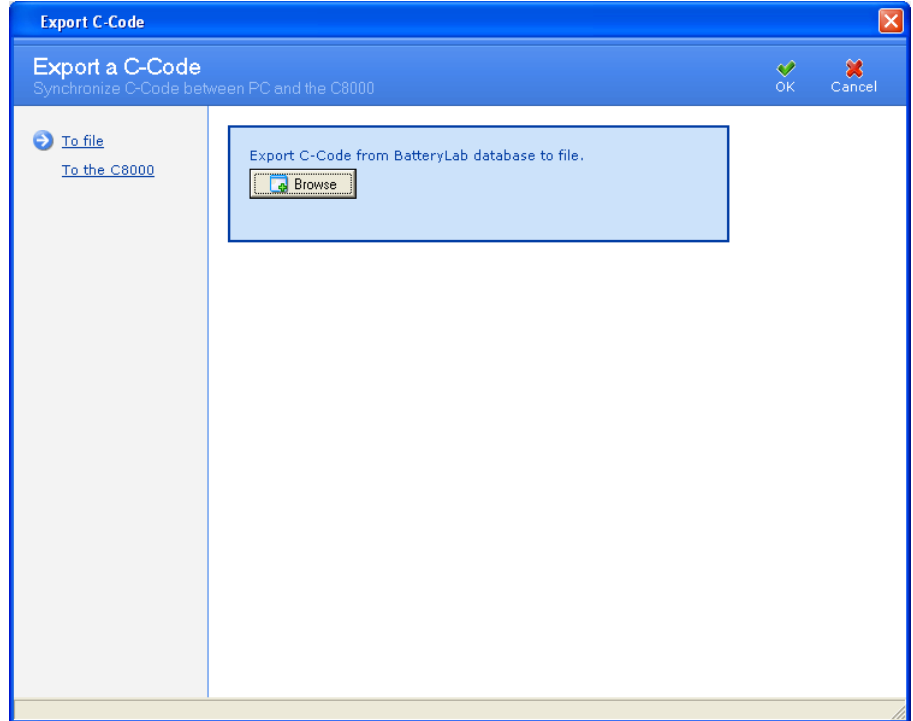 Export C-Code
Export a C-Code
Synchronize C-Code between PC and the C8000
OK
Cancel
To file
To the C8000
Export C-Code from BatteryLab database to file.
Browse